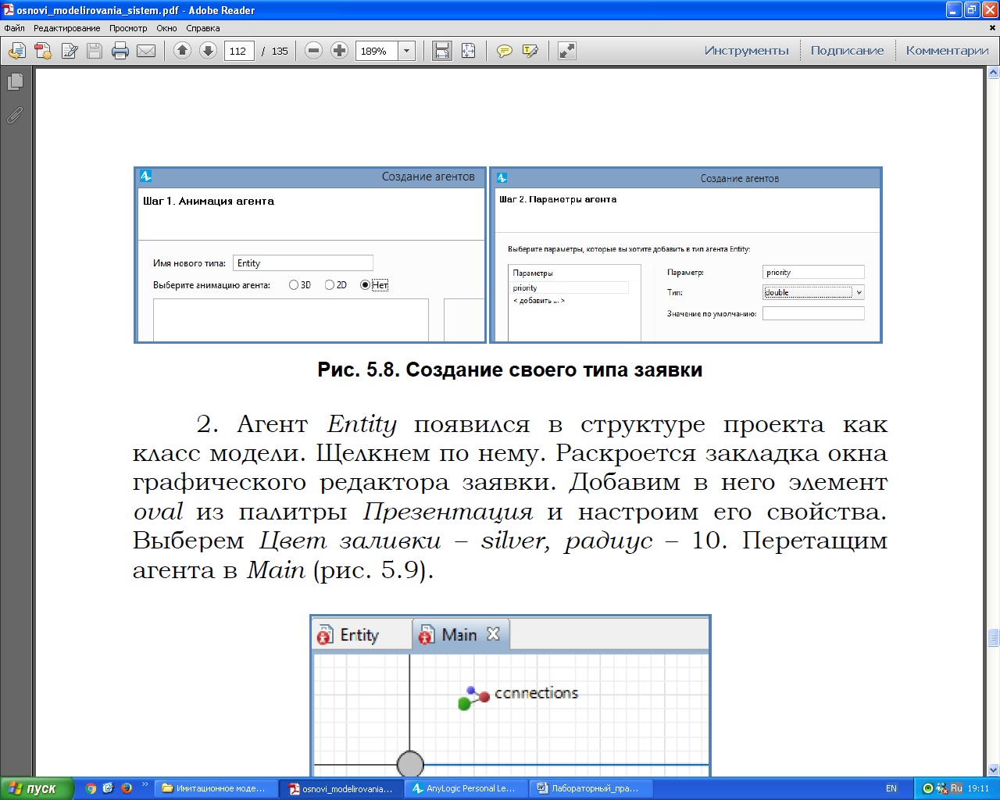 osnovi_modelirovania_sistem.pdf - Adobe Reader
Файл Редактирование Просмотр Окно Справка
112 / 135 189% Инструменты Подписание Комментарии
Создание агентов
Шаг 1. Анимация агента
Имя нового типа: Entity
Выберите анимацию агента: 3D 2D Нет
Создание агентов
Шаг 2. Параметры агента
Выберите параметры, которые вы хотите добавить в тип агента Entity:
Параметры
priority
< добавить ... >
Параметр: priority
Тип: double
Значение по умолчанию:
Рис. 5.8. Создание своего типа заявки
2. Агент Entity появился в структуре проекта как
класс модели. Щелкнем по нему. Раскроется закладка окна
графического редактора заявки. Добавим в него элемент
oval из палитры Презентация и настроим его свойства.
Выберем Цвет заливки – silver, радиус – 10. Перетащим
агента в Main (рис. 5.9).
Entity Main
connections
пуск Имитационное моде... osnovi_modelirovania... AnyLogic Personal Le... Лабораторный_пра... EN Ru 19:11